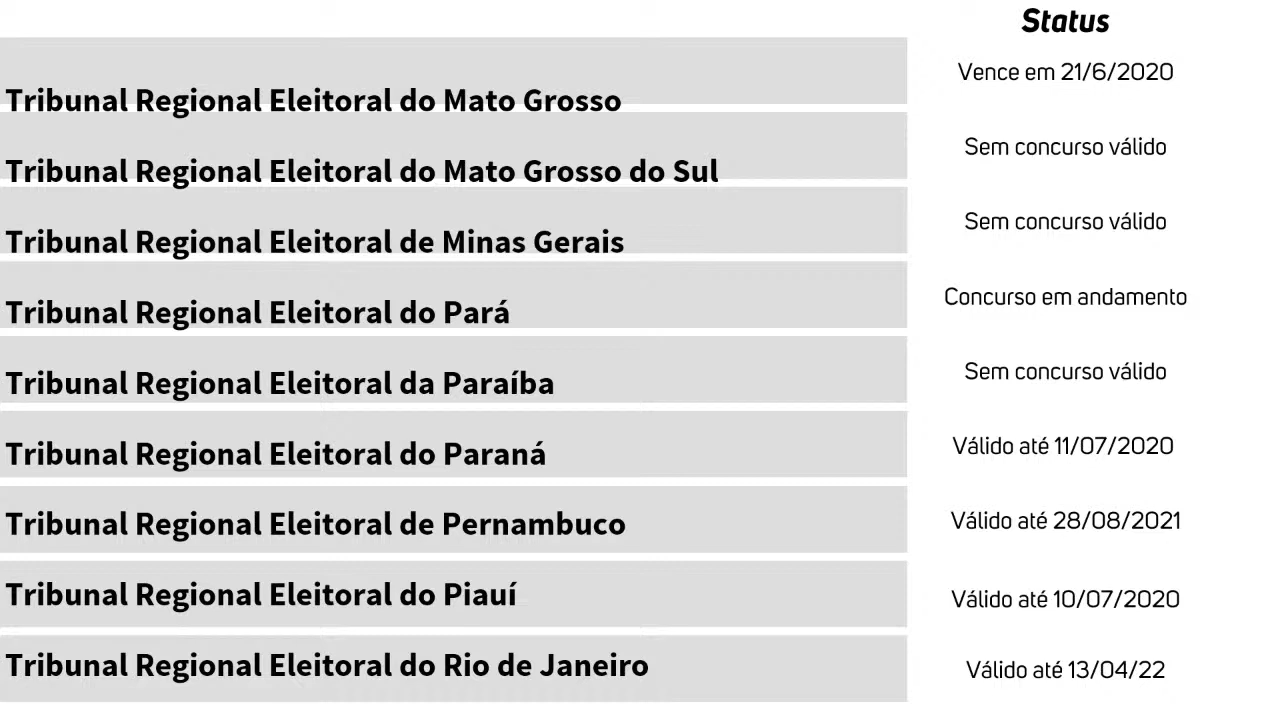 Status
Tribunal Regional Eleitoral do Mato Grosso Vence em 21/6/2020
Tribunal Regional Eleitoral do Mato Grosso do Sul Sem concurso válido
Tribunal Regional Eleitoral de Minas Gerais Sem concurso válido
Tribunal Regional Eleitoral do Pará Concurso em andamento
Tribunal Regional Eleitoral da Paraíba Sem concurso válido
Tribunal Regional Eleitoral do Paraná Válido até 11/07/2020
Tribunal Regional Eleitoral de Pernambuco Válido até 28/08/2021
Tribunal Regional Eleitoral do Piauí Válido até 10/07/2020
Tribunal Regional Eleitoral do Rio de Janeiro Válido até 13/04/22